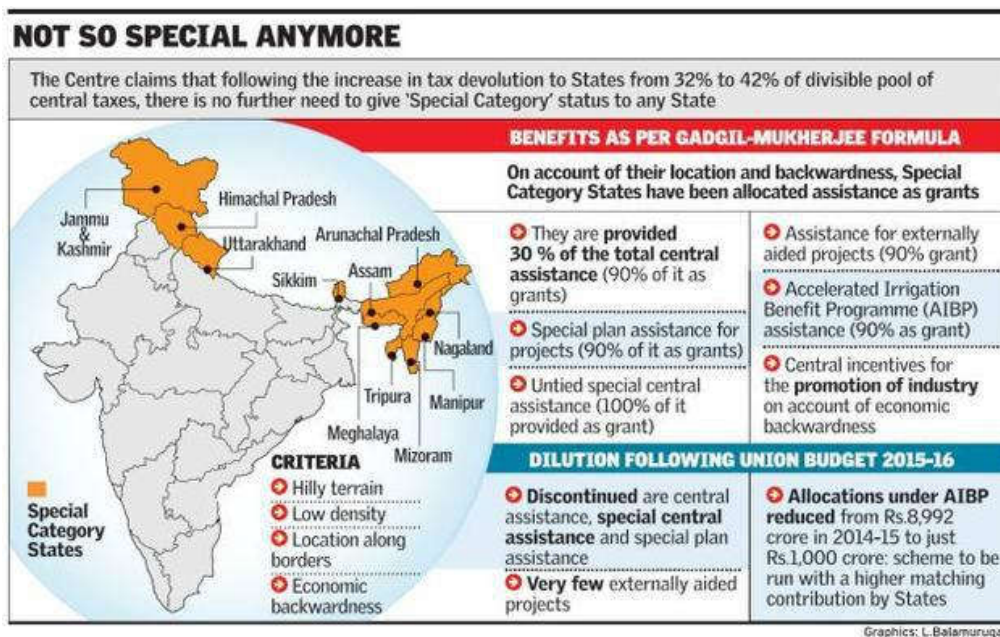 NOT SO SPECIAL ANYMORE
The Centre claims that following the increase in tax devolution to States from 32% to 42% of divisible pool of
central taxes, there is no further need to give 'Special Category' status to any State
Jammu
&
Kashmir
Himachal Pradesh
Uttarakhand
Arunachal Pradesh
Sikkim
Assam
Nagaland
Tripura
Manipur
Meghalaya
Mizoram
Special
Category
States
CRITERIA
Hilly terrain
Low density
Location along
borders
Economic
backwardness
BENEFITS AS PER GADGIL-MUKHERJEE FORMULA
On account of their location and backwardness, Special
Category States have been allocated assistance as grants
They are provided
30 % of the total central
assistance (90% of it as
grants)
Special plan assistance for
projects (90% of it as grants)
Untied special central
assistance (100% of it
provided as grant)
Assistance for externally
aided projects (90% grant)
Accelerated Irrigation
Benefit Programme (AIBP)
assistance (90% as grant)
Central incentives for
the promotion of industry
on account of economic
backwardness
DILUTION FOLLOWING UNION BUDGET 2015-16
Discontinued are central
assistance, special central
assistance and special plan
assistance
Very few externally aided
projects
Allocations under AIBP
reduced from Rs.8,992
crore in 2014-15 to just
Rs.1,000 crore: scheme to be
run with a higher matching
contribution by States
Graphics: L.Balamuruga